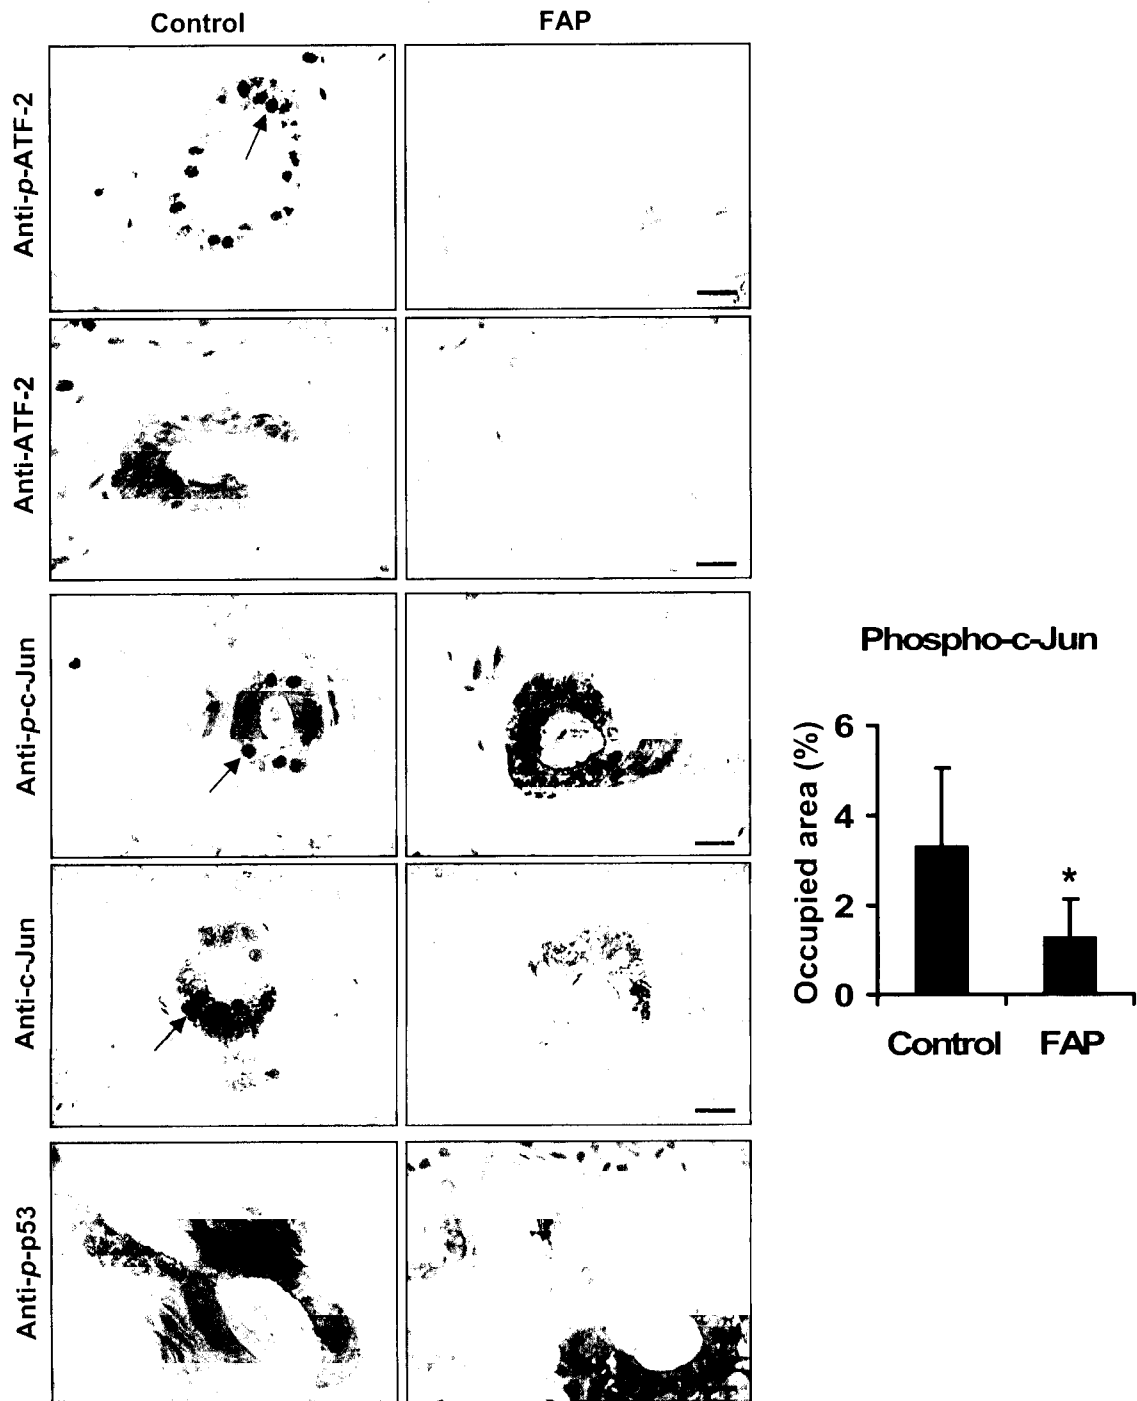 Control FAP
Anti-p-ATF-2
Anti-ATF-2
Anti-p-c-Jun
Anti-c-Jun
Anti-p-p53
Phospho-c-Jun
Occupied area (%)
6
4
*
2
0
Control FAP